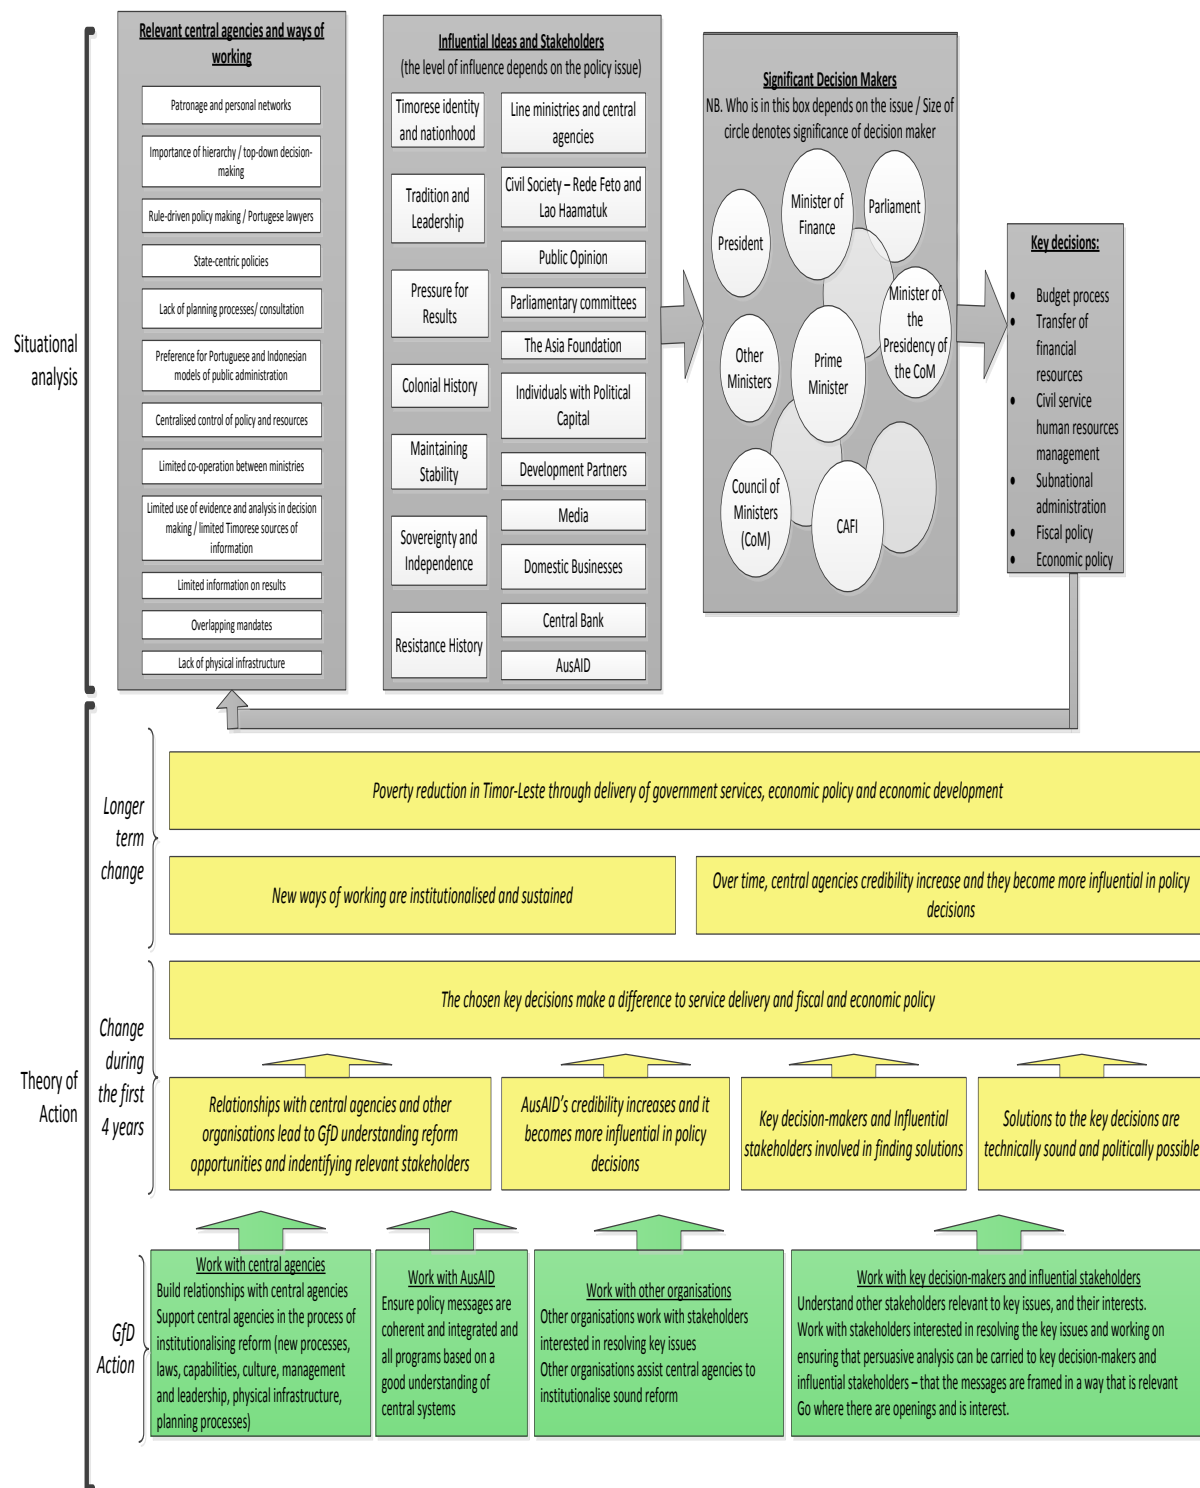 Situational
analysis
Relevant central agencies and ways of
working
Patronage and personal networks
Importance of hierarchy / top-down decision-
making
Rule-driven policy making / Portugese lawyers
State-centric policies
Lack of planning processes/ consultation
Preference for Portuguese and Indonesian
models of public administration
Centralised control of policy and resources
Limited co-operation between ministries
Limited use of evidence and analysis in decision
making / limited Timorese sources of
information
Limited information on results
Overlapping mandates
Lack of physical infrastructure
Influential Ideas and Stakeholders
(the level of influence depends on the policy issue)
Timorese identity
and nationhood
Tradition and
Leadership
Pressure for
Results
Colonial History
Maintaining
Stability
Sovereignty and
Independence
Resistance History
Line ministries and central
agencies
Civil Society – Rede Feto and
Lao Haamatuk
Public Opinion
Parliamentary committees
The Asia Foundation
Individuals with Political
Capital
Development Partners
Media
Domestic Businesses
Central Bank
AusAID
Significant Decision Makers
NB. Who is in this box depends on the issue / Size of
circle denotes significance of decision maker
President
Minister of
Finance
Parliament
Other
Ministers
Prime
Minister
Minister of
the
Presidency of
the CoM
Council of
Ministers
(CoM)
CAFI
Key decisions:
• Budget process
• Transfer of
financial
resources
• Civil service
human resources
management
• Subnational
administration
• Fiscal policy
• Economic policy
Theory of
Action
Longer
term
change
Poverty reduction in Timor-Leste through delivery of government services, economic policy and economic development
New ways of working are institutionalised and sustained
Over time, central agencies credibility increase and they become more influential in policy
decisions
Change
during
the first
4 years
The chosen key decisions make a difference to service delivery and fiscal and economic policy
Relationships with central agencies and other
organisations lead to GfD understanding reform
opportunities and indentifying relevant stakeholders
AusAID's credibility increases and it
becomes more influential in policy
decisions
Key decision-makers and Influential
stakeholders involved in finding solutions
Solutions to the key decisions are
technically sound and politically possible
GfD
Action
Work with central agencies
Build relationships with central agencies
Support central agencies in the process of
institutionalising reform (new processes,
laws, capabilities, culture, management
and leadership, physical infrastructure,
planning processes)
Work with AusAID
Ensure policy messages are
coherent and integrated and
all programs based on a
good understanding of
central systems
Work with other organisations
Other organisations work with stakeholders
interested in resolving key issues
Other organisations assist central agencies to
institutionalise sound reform
Work with key decision-makers and influential stakeholders
Understand other stakeholders relevant to key issues, and their interests.
Work with stakeholders interested in resolving the key issues and working on
ensuring that persuasive analysis can be carried to key decision-makers and
influential stakeholders – that the messages are framed in a way that is relevant
Go where there are openings and is interest.